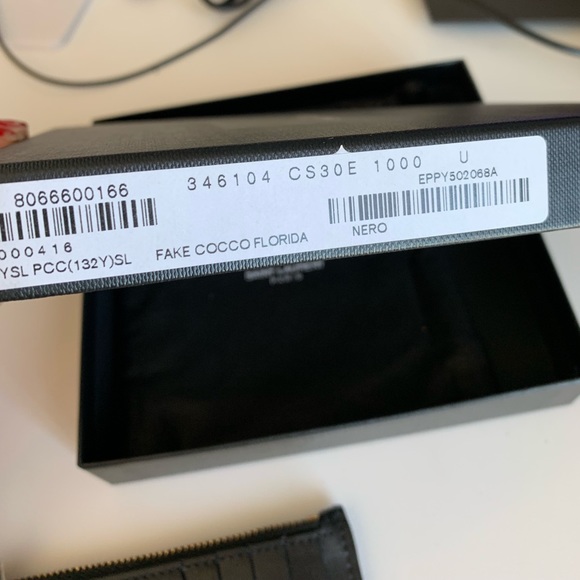 8066600166
346104 CS30E 1000 U
EPPY502068A
000416
YSL PCC(132Y)SL
FAKE COCCO FLORIDA
NERO